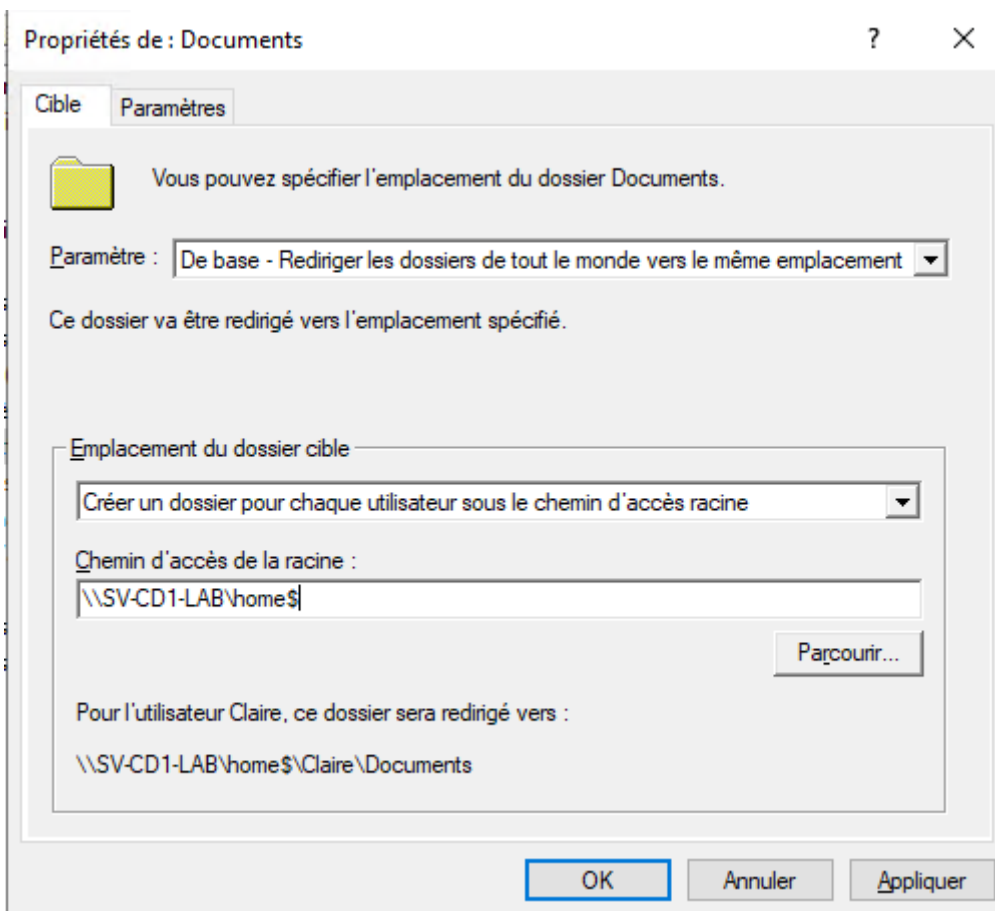 Propriétés de : Documents
?
Cible
Paramètres
Vous pouvez spécifier l'emplacement du dossier Documents.
Paramètre :
De base - Rediriger les dossiers de tout le monde vers le même emplacement
Ce dossier va être redirigé vers l'emplacement spécifié.
Emplacement du dossier cible
Créer un dossier pour chaque utilisateur sous le chemin d'accès racine
Chemin d'accès de la racine :
\\SV-CD1-LAB\home$
Parcourir...
Pour l'utilisateur Claire, ce dossier sera redirigé vers :
\\SV-CD1-LAB\home$\Claire\Documents
OK
Annuler
Appliquer